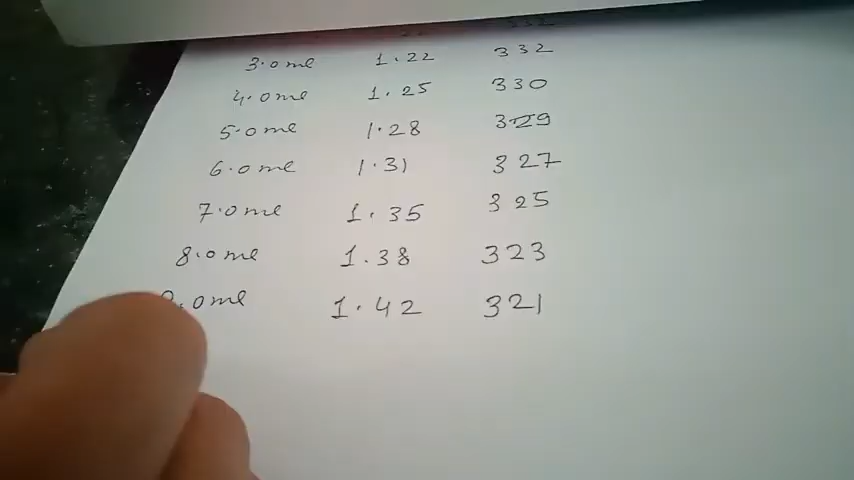 332
3.0 ml 1.22 332
4.0 ml 1.25 330
5.0 ml 1.28 329
6.0 ml 1.31 327
7.0 ml 1.35 325
8.0 ml 1.38 323
.0 ml 1.42 321